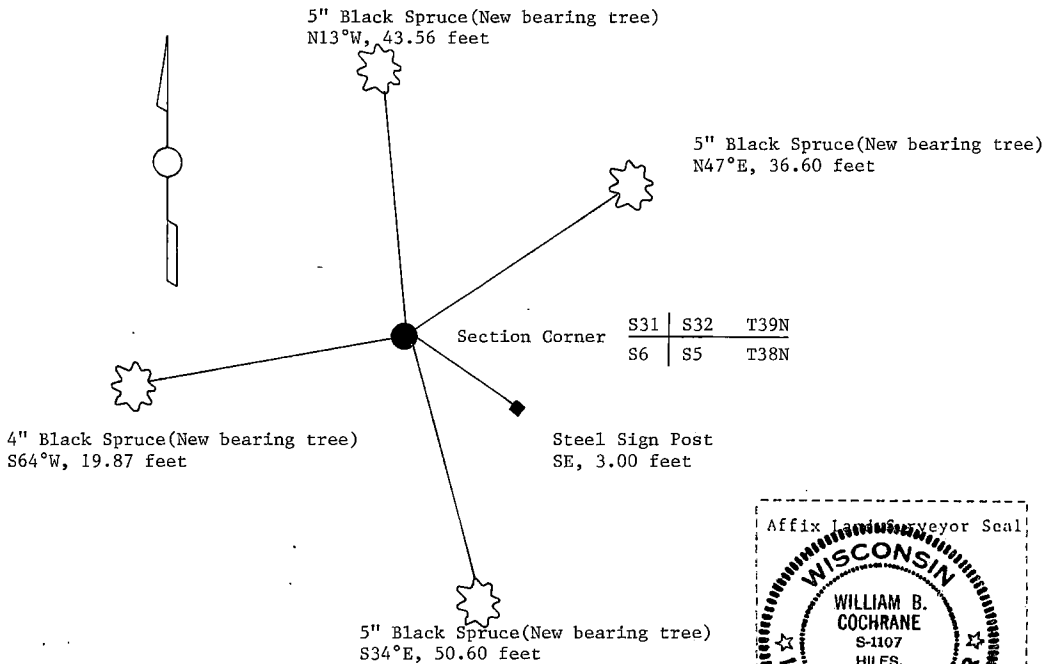 5" Black Spruce(New bearing tree)
N13°W, 43.56 feet
5" Black Spruce(New bearing tree)
N47°E, 36.60 feet
Section Corner S31 S32 T39N
S6 S5 T38N
4" Black Spruce(New bearing tree)
S64°W, 19.87 feet
Steel Sign Post
SE, 3.00 feet
5" Black Spruce(New bearing tree)
S34°E, 50.60 feet
Affix Land Surveyor Seal
WISCONSIN
WILLIAM B.
COCHRANE
S-1107
HILES,